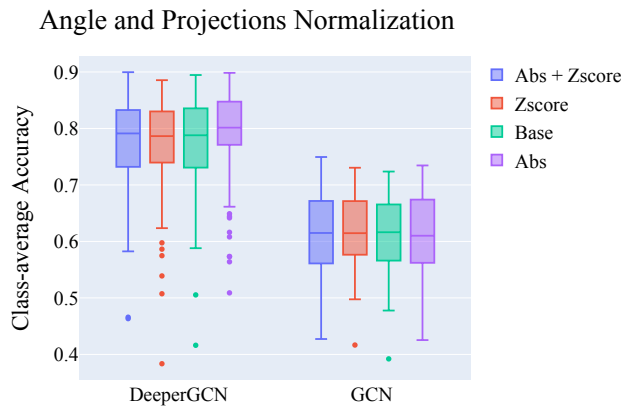 Angle and Projections Normalization
Class-average Accuracy
0.9
0.8
0.7
0.6
0.5
0.4
DeeperGCN
GCN
Abs + Zscore
Zscore
Base
Abs